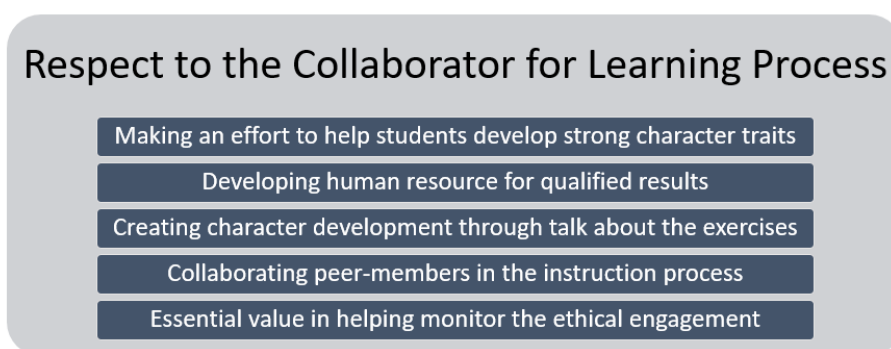 Respect to the Collaborator for Learning Process
Making an effort to help students develop strong character traits
Developing human resource for qualified results
Creating character development through talk about the exercises
Collaborating peer-members in the instruction process
Essential value in helping monitor the ethical engagement